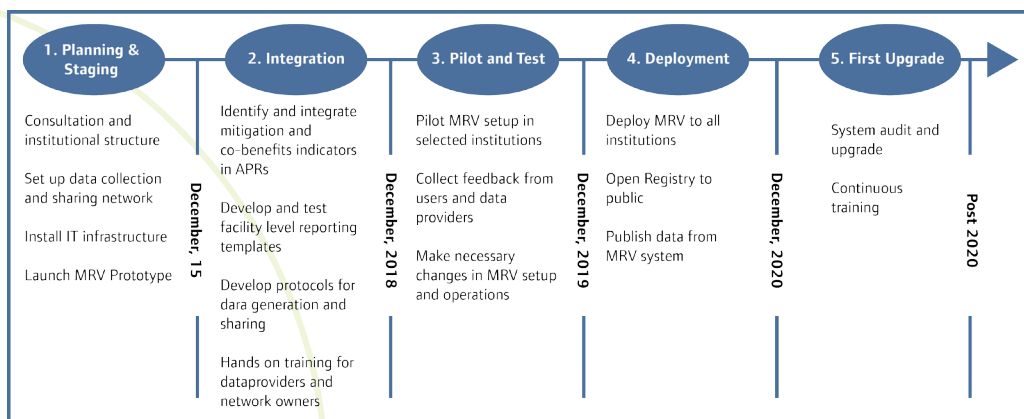 1. Planning &
Staging
Consultation and
institutional structure
Set up data collection
and sharing network
Install IT infrastructure
Launch MRV Prototype
December, 15
2. Integration
Identify and integrate
mitigation and
co-benefits indicators
in APRs
Develop and test
facility level reporting
templates
Develop protocols for
dara generation and
sharing
Hands on training for
dataproviders and
network owners
December, 2018
3. Pilot and Test
Pilot MRV setup in
selected institutions
Collect feedback from
users and data
providers
Make necessary
changes in MRV setup
and operations
December, 2019
4. Deployment
Deploy MRV to all
institutions
Open Registry to
public
Publish data from
MRV system
December, 2020
5. First Upgrade
System audit and
upgrade
Continuous
training
Post 2020